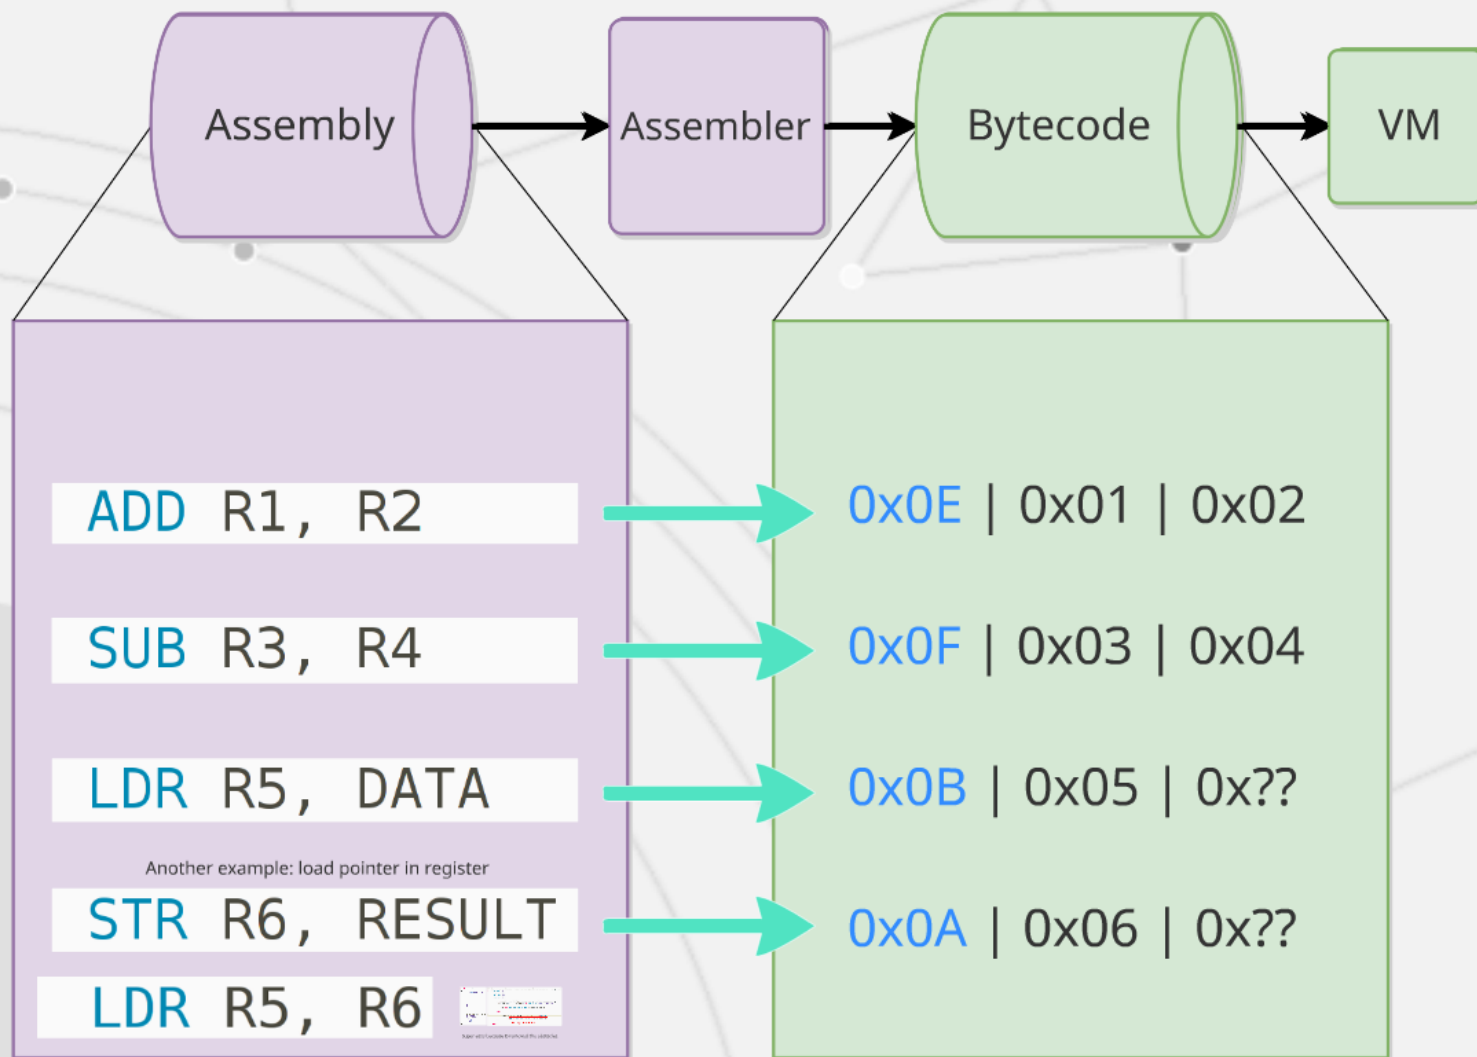 Assembly
Assembler
Bytecode
VM
ADD R1, R2
0x0E | 0x01 | 0x02
SUB R3, R4
0x0F | 0x03 | 0x04
LDR R5, DATA
0x0B | 0x05 | 0x??
Another example: load pointer in register
STR R6, RESULT
0x0A | 0x06 | 0x??
LDR R5, R6